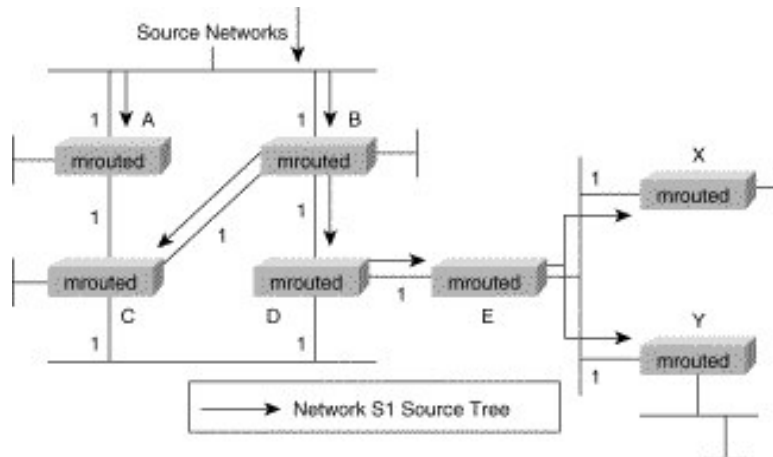 Source Networks
1 A 1 B
mrouted mrouted
X
1
mrouted
1 1 1
mrouted mrouted mrouted
C D 1 E
Y
1 1
mrouted
1
Network S1 Source Tree